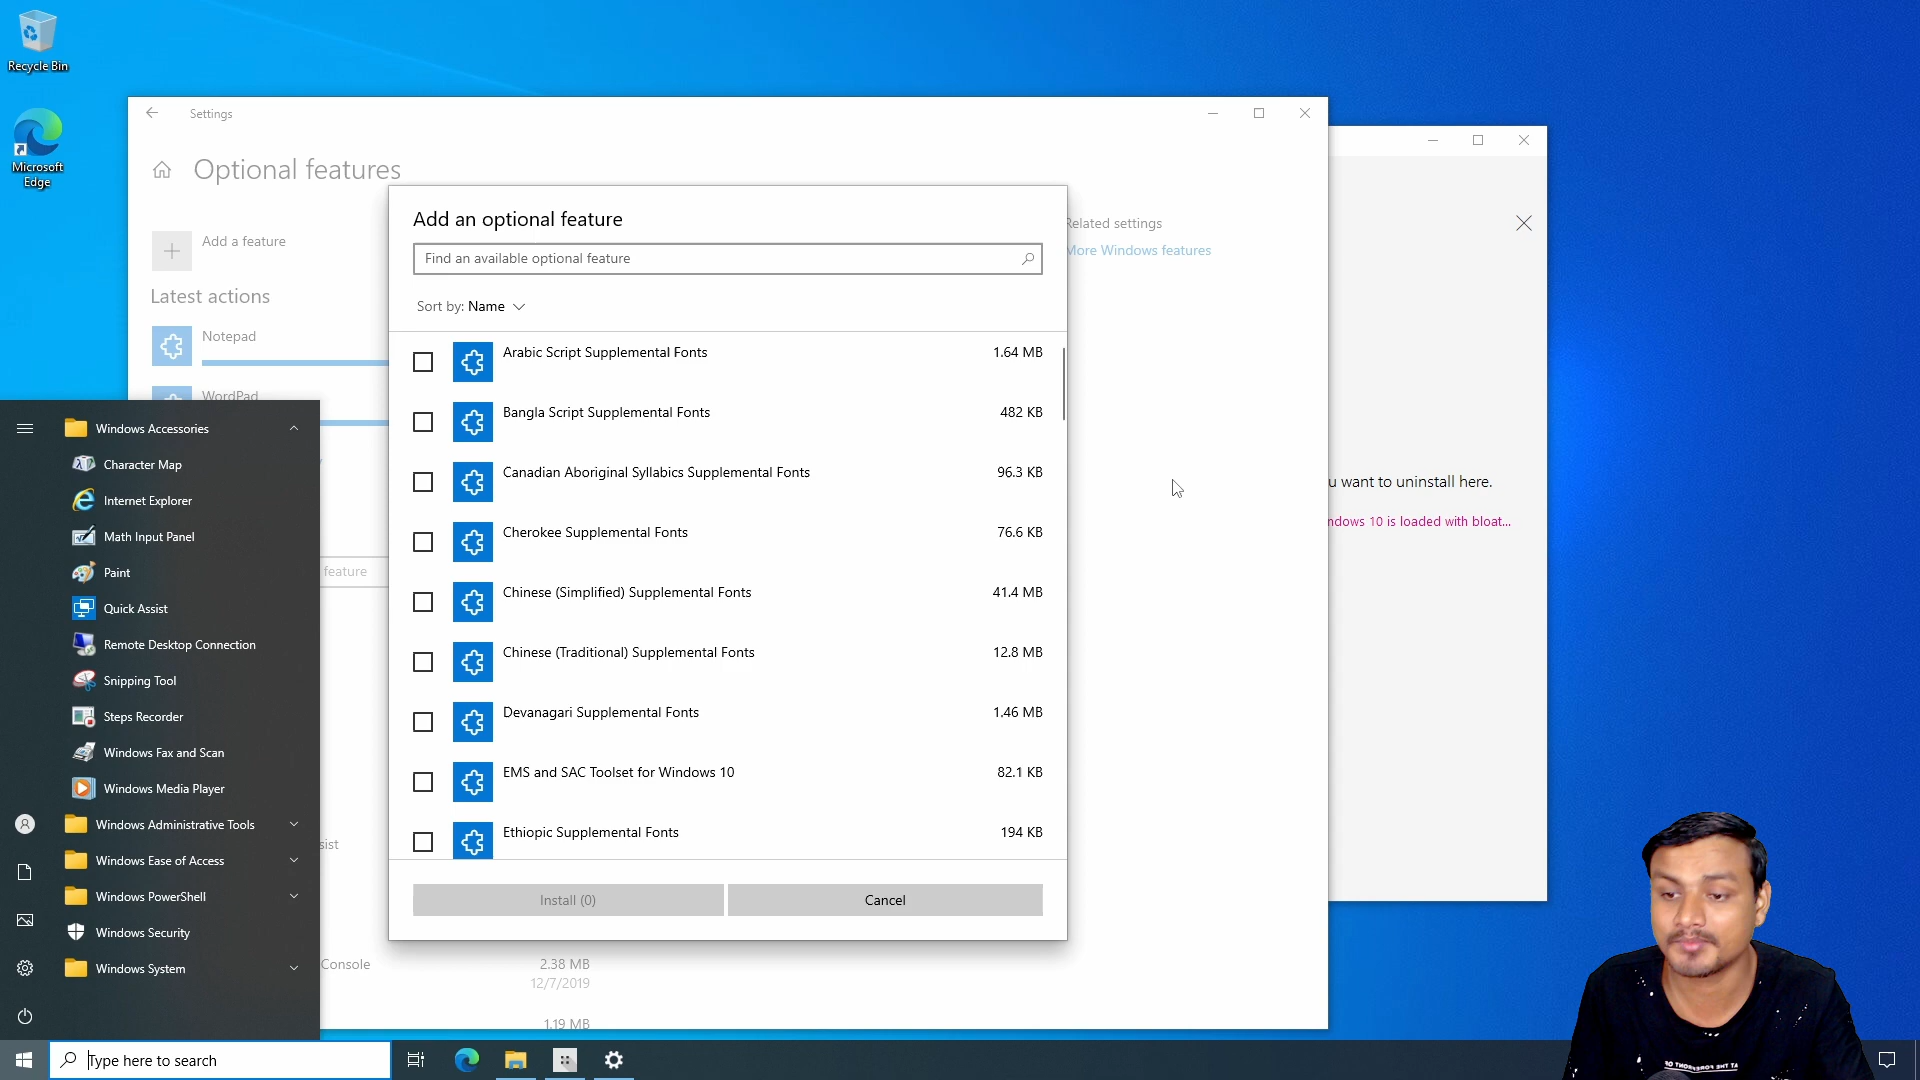 Recycle Bin
Microsoft
Edge
Settings
Optional features
Add a feature
Latest actions
Notepad
WordPad
Related settings
More Windows features
Add an optional feature
Find an available optional feature
Sort by: Name
Arabic Script Supplemental Fonts 1.64 MB
Bangla Script Supplemental Fonts 482 KB
Canadian Aboriginal Syllabics Supplemental Fonts 96.3 KB
Cherokee Supplemental Fonts 76.6 KB
Chinese (Simplified) Supplemental Fonts 41.4 MB
Chinese (Traditional) Supplemental Fonts 12.8 MB
Devanagari Supplemental Fonts 1.46 MB
EMS and SAC Toolset for Windows 10 82.1 KB
Ethiopic Supplemental Fonts 194 KB
Install (0)
Cancel
u want to uninstall here.
ndows 10 is loaded with bloat...
feature
sist
Console
2.38 MB
12/7/2019
1.19 MB
Windows Accessories
Character Map
Internet Explorer
Math Input Panel
Paint
Quick Assist
Remote Desktop Connection
Snipping Tool
Steps Recorder
Windows Fax and Scan
Windows Media Player
Windows Administrative Tools
Windows Ease of Access
Windows PowerShell
Windows Security
Windows System
Type here to search
AT THE FOREFRONT OF